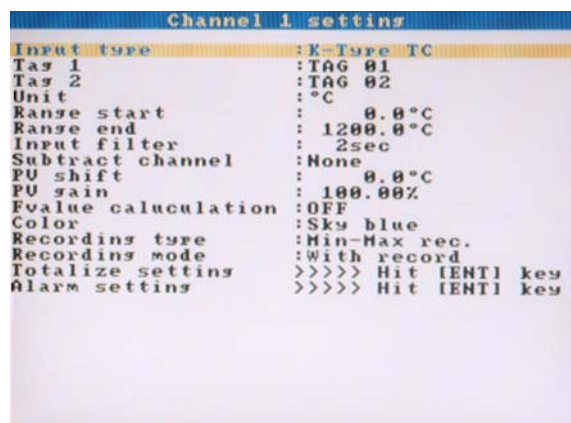 Channel 1 setting
Input type :K-Type TC
Tag 1 :TAG 01
Tag 2 :TAG 02
Unit :°C
Range start : 0.0°C
Range end : 1200.0°C
Input filter : 2sec
Subtract channel :None
PV shift : 0.0°C
PV gain : 100.00%
Fvalue caluculation :OFF
Color :Sky blue
Recording type :Min-Max rec.
Recording mode :With record
Totalize setting >>>>> Hit [ENT] key
Alarm setting >>>>> Hit [ENT] key